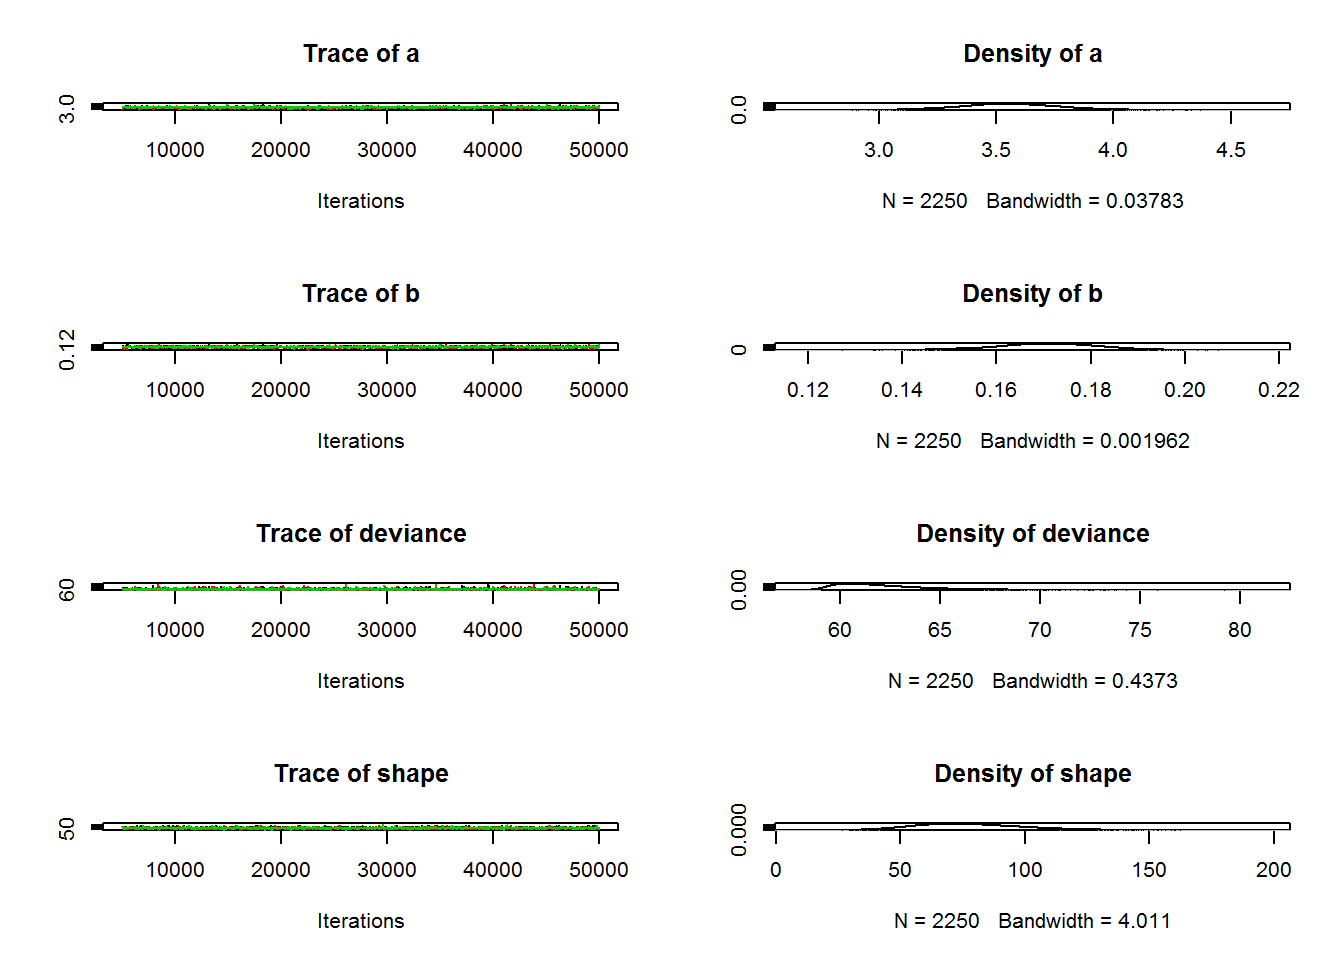 Trace of a
3.0
10000 20000 30000 40000 50000
Iterations
Density of a
0.0
3.0 3.5 4.0 4.5
N = 2250 Bandwidth = 0.03783
Trace of b
0.12
10000 20000 30000 40000 50000
Iterations
Density of b
0
0.12 0.14 0.16 0.18 0.20 0.22
N = 2250 Bandwidth = 0.001962
Trace of deviance
60
10000 20000 30000 40000 50000
Iterations
Density of deviance
0.00
60 65 70 75 80
N = 2250 Bandwidth = 0.4373
Trace of shape
50
10000 20000 30000 40000 50000
Iterations
Density of shape
0.000
0 50 100 150 200
N = 2250 Bandwidth = 4.011